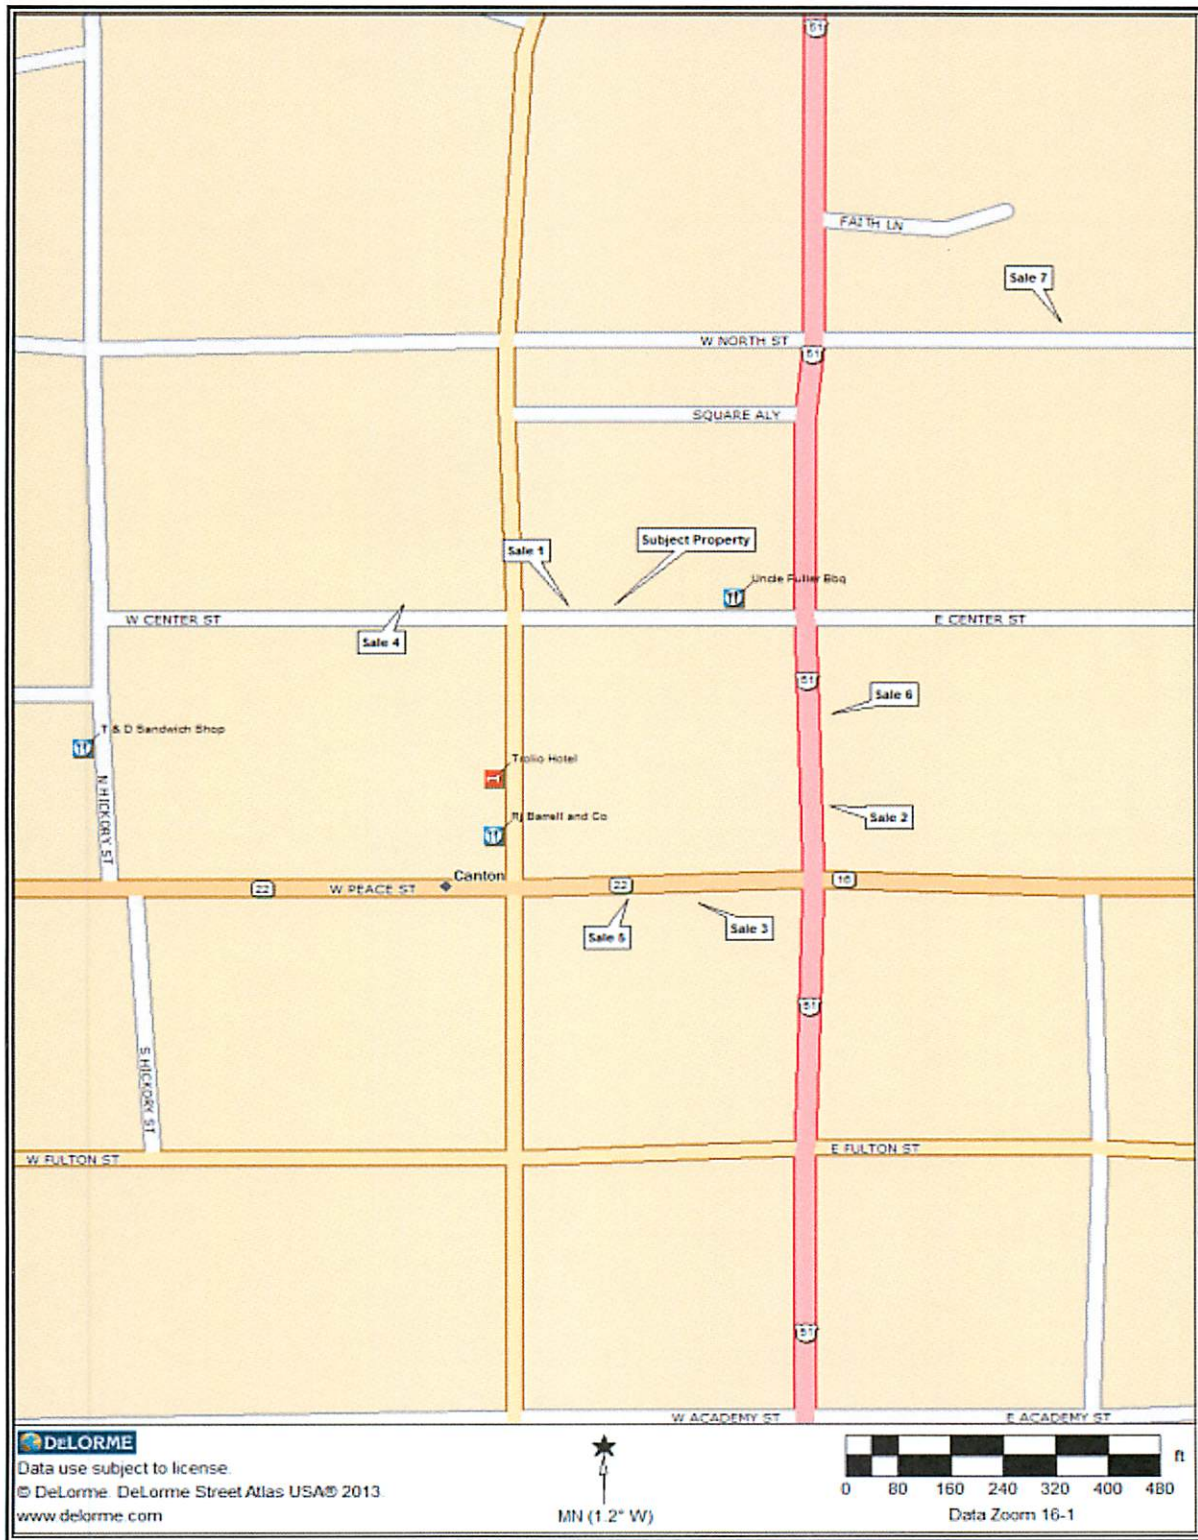 51
FAITH LN
Sale 7
W NORTH ST
51
SQUARE ALY
Subject Property
Sale 1
Uncle Fuller Bbq
W CENTER ST
E CENTER ST
Sale 4
51
Sale 6
T & D Sandwich Shop
Trolio Hotel
N HICKORY ST
Sale 2
Rj Barrell and Co
Canton
22
W PEACE ST
22
16
Sale 5
Sale 3
51
S HICKORY ST
W FULTON ST
E FULTON ST
51
W ACADEMY ST
E ACADEMY ST
DELORME
Data use subject to license.
© DeLorme. DeLorme Street Atlas USA® 2013.
www.delorme.com
MN (1.2° W)
ft
0 80 160 240 320 400 480
Data Zoom 16-1